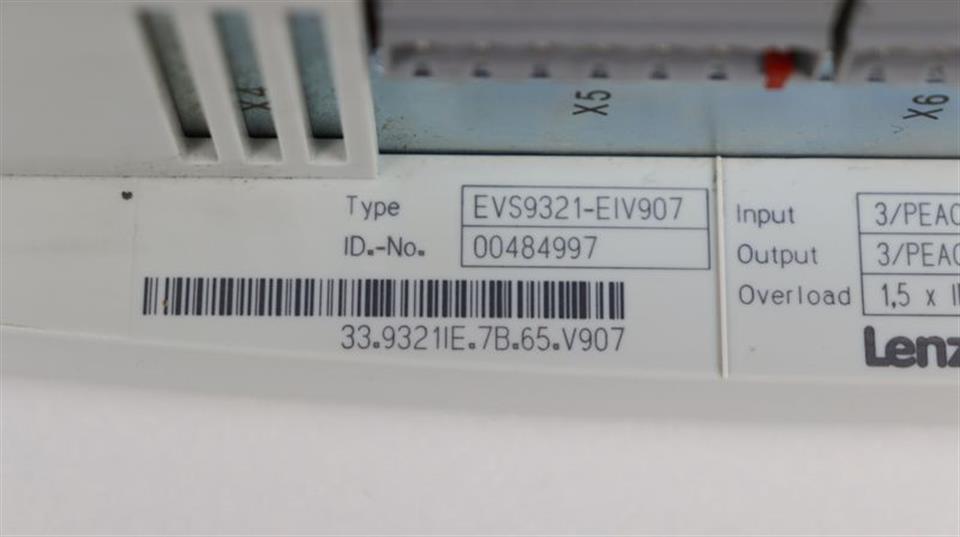 X4
X5
X6
Type EVS9321-EIV907
ID.-No. 00484997
33.9321IE.7B.65.V907
Input 3/PEAC
Output 3/PEAC
Overload 1,5 x I
Lenz